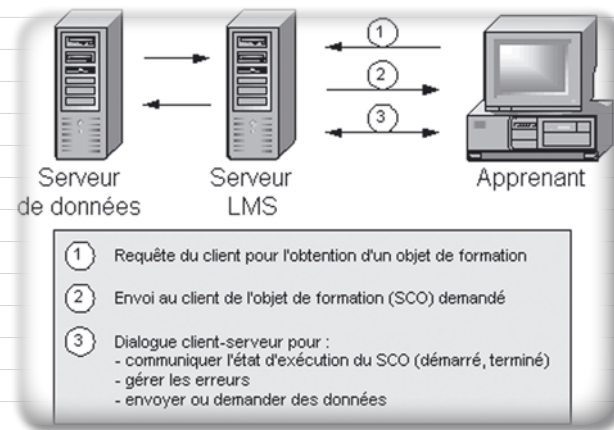 1
2
3
Serveur de données
Serveur LMS
Apprenant
1 Requête du client pour l'obtention d'un objet de formation
2 Envoi au client de l'objet de formation (SCO) demandé
3 Dialogue client-serveur pour :
- communiquer l'état d'exécution du SCO (démarré, terminé)
- gérer les erreurs
- envoyer ou demander des données